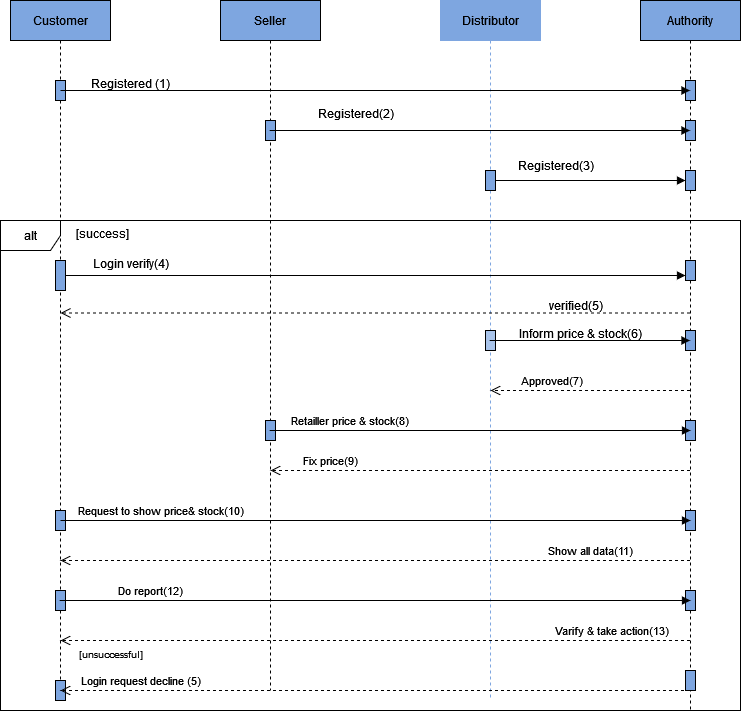 Customer Seller Distributor Authority
Registered (1)
Registered(2)
Registered(3)
alt [success]
Login verify(4)
verified(5)
Inform price & stock(6)
Approved(7)
Retailler price & stock(8)
Fix price(9)
Request to show price& stock(10)
Show all data(11)
Do report(12)
Varify & take action(13)
[unsuccessful]
Login request decline (5)